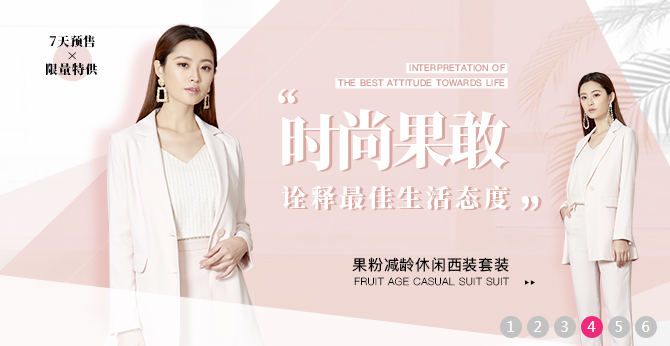 7天预售
×
限量特供
INTERPRETATION OF
THE BEST ATTITUDE TOWARDS LIFE
“时尚果敢
诠释最佳生活态度”
果粉减龄休闲西装套装
FRUIT AGE CASUAL SUIT SUIT
1 2 3 4 5 6